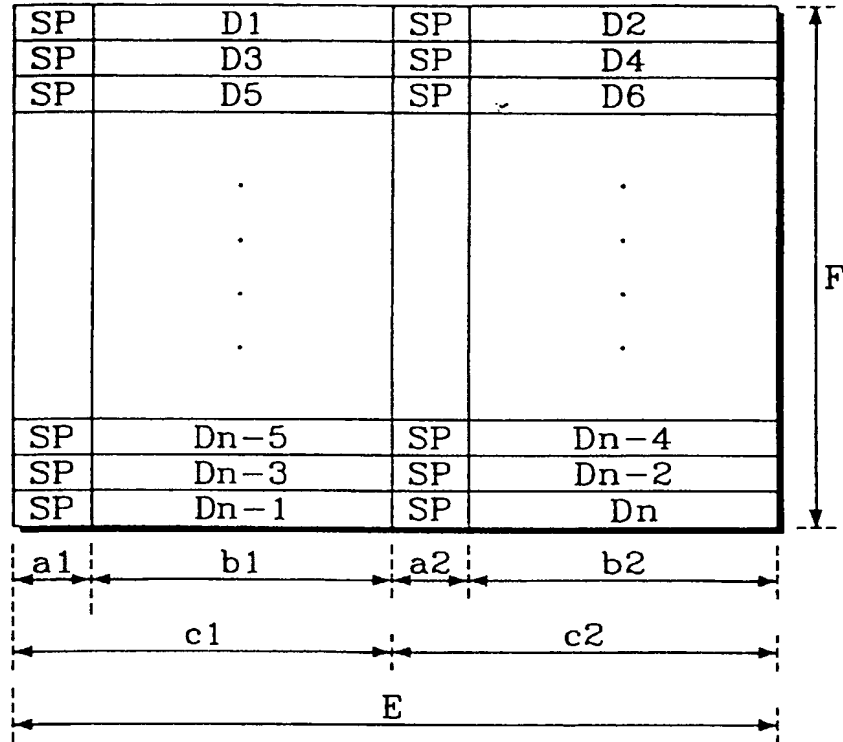 SP D1 SP D2
SP D3 SP D4
SP D5 SP D6
F
SP Dn-5 SP Dn-4
SP Dn-3 SP Dn-2
SP Dn-1 SP Dn
a1 b1 a2 b2
c1 c2
E